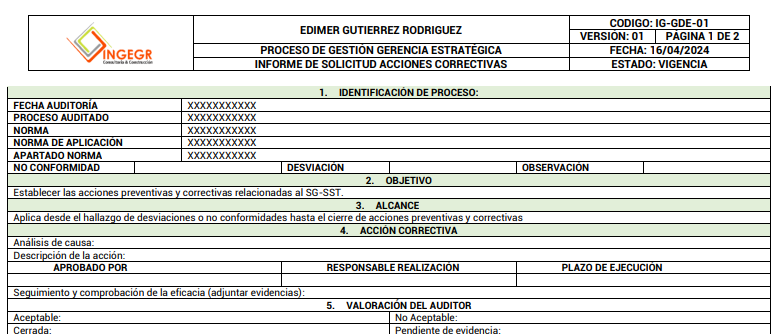 INGEGR
Consultoría & Construcción
EDIMER GUTIERREZ RODRIGUEZ
CODIGO: IG-GDE-01
VERSIÓN: 01 PÁGINA 1 DE 2
PROCESO DE GESTIÓN GERENCIA ESTRATÉGICA
FECHA: 16/04/2024
INFORME DE SOLICITUD ACCIONES CORRECTIVAS
ESTADO: VIGENCIA
1. IDENTIFICACIÓN DE PROCESO:
FECHA AUDITORÍA XXXXXXXXXXX
PROCESO AUDITADO XXXXXXXXXXX
NORMA XXXXXXXXXXX
NORMA DE APLICACIÓN XXXXXXXXXXX
APARTADO NORMA XXXXXXXXXXX
NO CONFORMIDAD DESVIACIÓN OBSERVACIÓN
2. OBJETIVO
Establecer las acciones preventivas y correctivas relacionadas al SG-SST.
3. ALCANCE
Aplica desde el hallazgo de desviaciones o no conformidades hasta el cierre de acciones preventivas y correctivas
4. ACCIÓN CORRECTIVA
Análisis de causa:
Descripción de la acción:
APROBADO POR RESPONSABLE REALIZACIÓN PLAZO DE EJECUCIÓN
Seguimiento y comprobación de la eficacia (adjuntar evidencias):
5. VALORACIÓN DEL AUDITOR
Aceptable: No Aceptable:
Cerrada: Pendiente de evidencia: